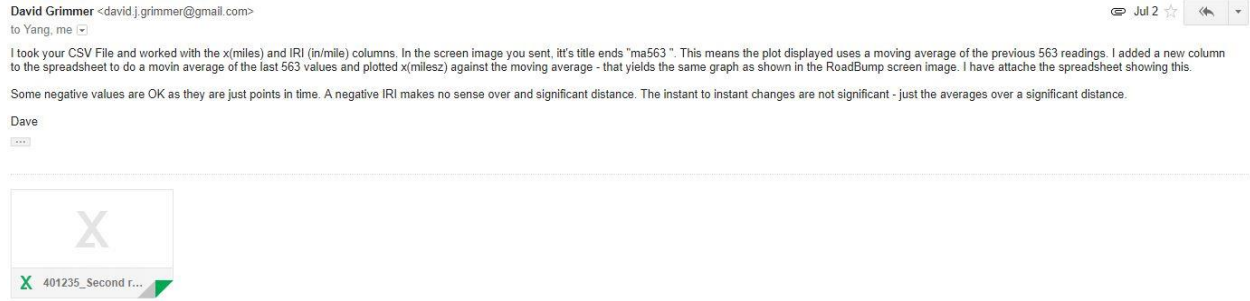 David Grimmer <david.j.grimmer@gmail.com>
Jul 2
to Yang, me
I took your CSV File and worked with the x(miles) and IRI (in/mile) columns. In the screen image you sent, itt's title ends "ma563 ". This means the plot displayed uses a moving average of the previous 563 readings. I added a new column
to the spreadsheet to do a movin average of the last 563 values and plotted x(milesz) against the moving average - that yields the same graph as shown in the RoadBump screen image. I have attache the spreadsheet showing this.
Some negative values are OK as they are just points in time. A negative IRI makes no sense over and significant distance. The instant to instant changes are not significant - just the averages over a significant distance.
Dave
...
X
X 401235_Second r...